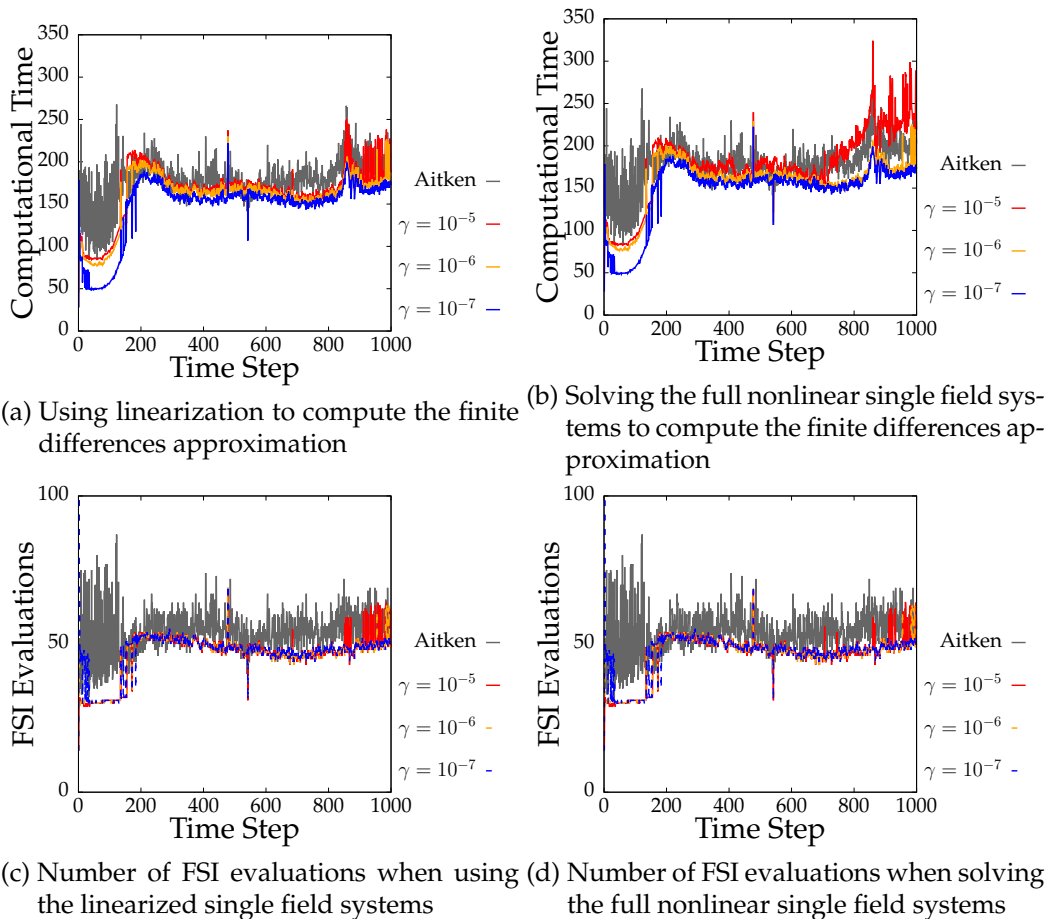 Computational Time
350
300
250
200
150
100
50
0
0 200 400 600 800 1000
Time Step
Aitken
γ = 10⁻⁵
γ = 10⁻⁶
γ = 10⁻⁷
(a) Using linearization to compute the finite
differences approximation
Computational Time
350
300
250
200
150
100
50
0
0 200 400 600 800 1000
Time Step
Aitken
γ = 10⁻⁵
γ = 10⁻⁶
γ = 10⁻⁷
(b) Solving the full nonlinear single field sys-
tems to compute the finite differences ap-
proximation
FSI Evaluations
100
50
0
0 200 400 600 800 1000
Time Step
Aitken
γ = 10⁻⁵
γ = 10⁻⁶
γ = 10⁻⁷
(c) Number of FSI evaluations when using
the linearized single field systems
FSI Evaluations
100
50
0
0 200 400 600 800 1000
Time Step
Aitken
γ = 10⁻⁵
γ = 10⁻⁶
γ = 10⁻⁷
(d) Number of FSI evaluations when solving
the full nonlinear single field systems